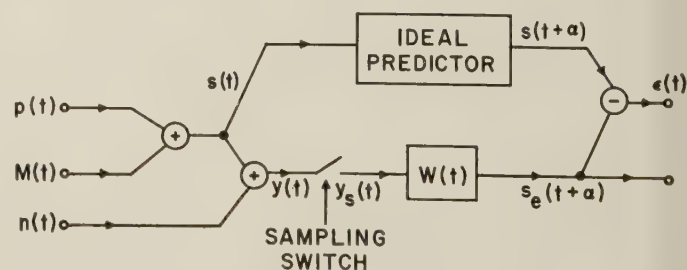 IDEAL
PREDICTOR
s(t+α)
s(t)
ϵ(t)
p(t)
+
−
M(t)
+
y(t)
y_s(t)
W(t)
s_e(t+α)
n(t)
SAMPLING
SWITCH